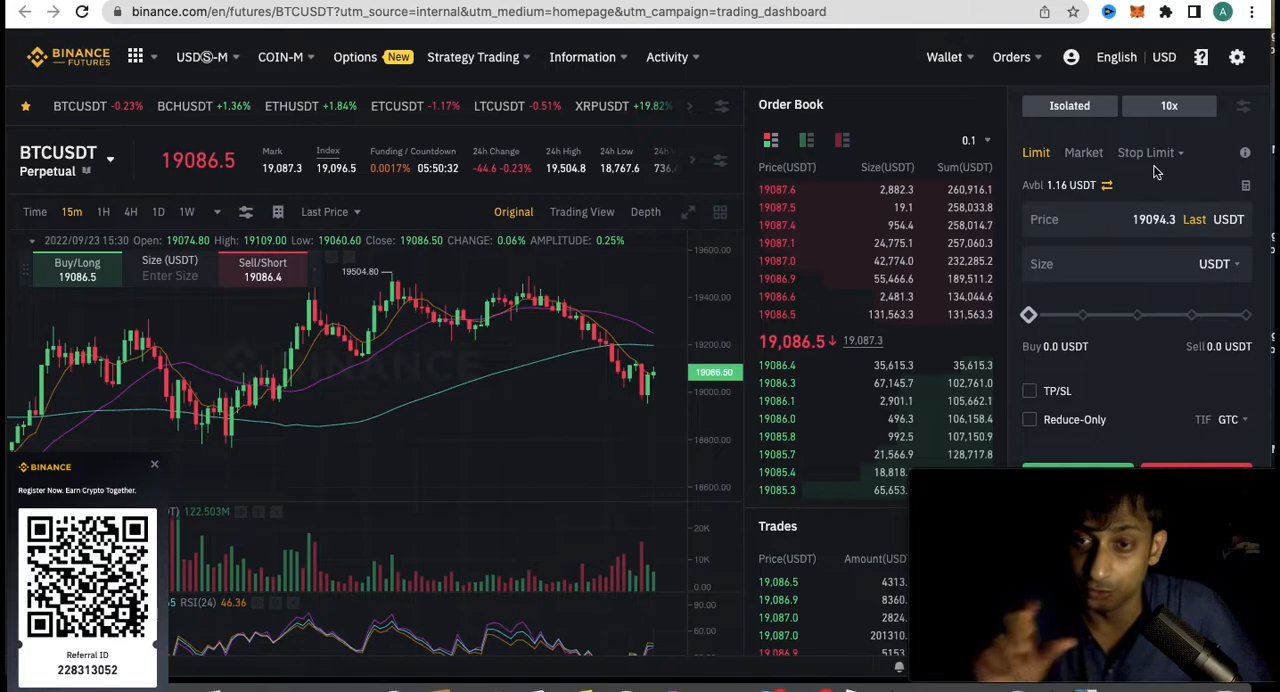 binance.com/en/futures/BTCUSDT?utm_source=internal&utm_medium=homepage&utm_campaign=trading_dashboard
A
BINANCE FUTURES
USDⓈ-M
COIN-M
Options New
Strategy Trading
Information
Activity
Wallet
Orders
English | USD
BTCUSDT -0.23% BCHUSDT +1.36% ETHUSDT +1.84% ETCUSDT -1.17% LTCUSDT -0.51% XRPUSDT +19.82%
BTCUSDT
Perpetual
19086.5
Mark
19,087.3
Index
19,096.5
Funding / Countdown
0.0017% 05:50:32
24h Change
-44.6 -0.23%
24h High
19,504.8
24h Low
18,767.6
Time 15m 1H 4H 1D 1W Last Price Original Trading View Depth
2022/09/23 15:30 Open: 19074.80 High: 19109.00 Low: 19060.60 Close: 19086.50 CHANGE: 0.06% AMPLITUDE: 0.25%
Buy/Long
19086.5
Size (USDT)
Enter Size
Sell/Short
19086.4
19504.80
BINANCE
19600.00
19400.00
19200.00
19086.50
19000.00
18800.00
18600.00
122.503M
20K
10K
0.00
RSI(24) 46.36
90.00
60.00
BINANCE
Register Now. Earn Crypto Together.
Referral ID
228313052
Order Book
0.1
Price(USDT) Size(USDT) Sum(USDT)
19087.6 2,882.3 260,916.1
19087.5 19.1 258,033.8
19087.4 954.4 258,014.7
19087.1 24,775.1 257,060.3
19087.0 42,774.0 232,285.2
19086.9 55,466.6 189,511.2
19086.6 2,481.3 134,044.6
19086.5 131,563.3 131,563.3
19,086.5↓ 19,087.3
19086.4 35,615.3 35,615.3
19086.3 67,145.7 102,761.0
19086.1 2,901.1 105,662.1
19086.0 496.3 106,158.4
19085.8 992.5 107,150.9
19085.7 21,566.9 128,717.8
19085.4 18,818.
19085.3 65,653.
Trades
Price(USDT) Amount(USD
19,086.5 4313.
19,086.9 8360.
19,087.0 2824.
19,087.0 201310.
19,086.5 9169
Isolated 10x
Limit Market Stop Limit
Avbl 1.16 USDT
Price 19094.3 Last USDT
Size USDT
Buy 0.0 USDT Sell 0.0 USDT
TP/SL
Reduce-Only TIF GTC